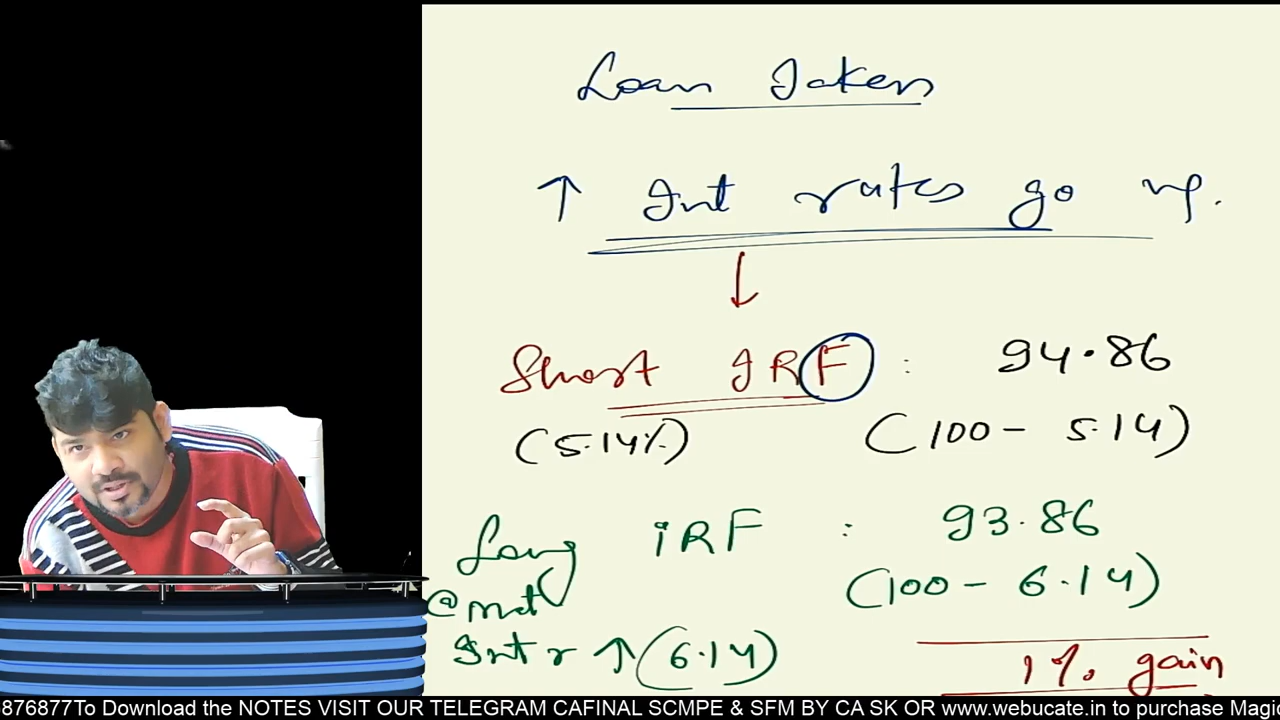 Loan Taken
↑ Int rates go up.
↓
Short IRF : 94.86
(5.14%) (100 - 5.14)
Long IRF : 93.86
@mat (100 - 6.14)
Int r ↑ (6.14)
1% gain
876877To Download the NOTES VISIT OUR TELEGRAM CAFINAL SCMPE & SFM BY CA SK OR www.webucate.in to purchase Magic